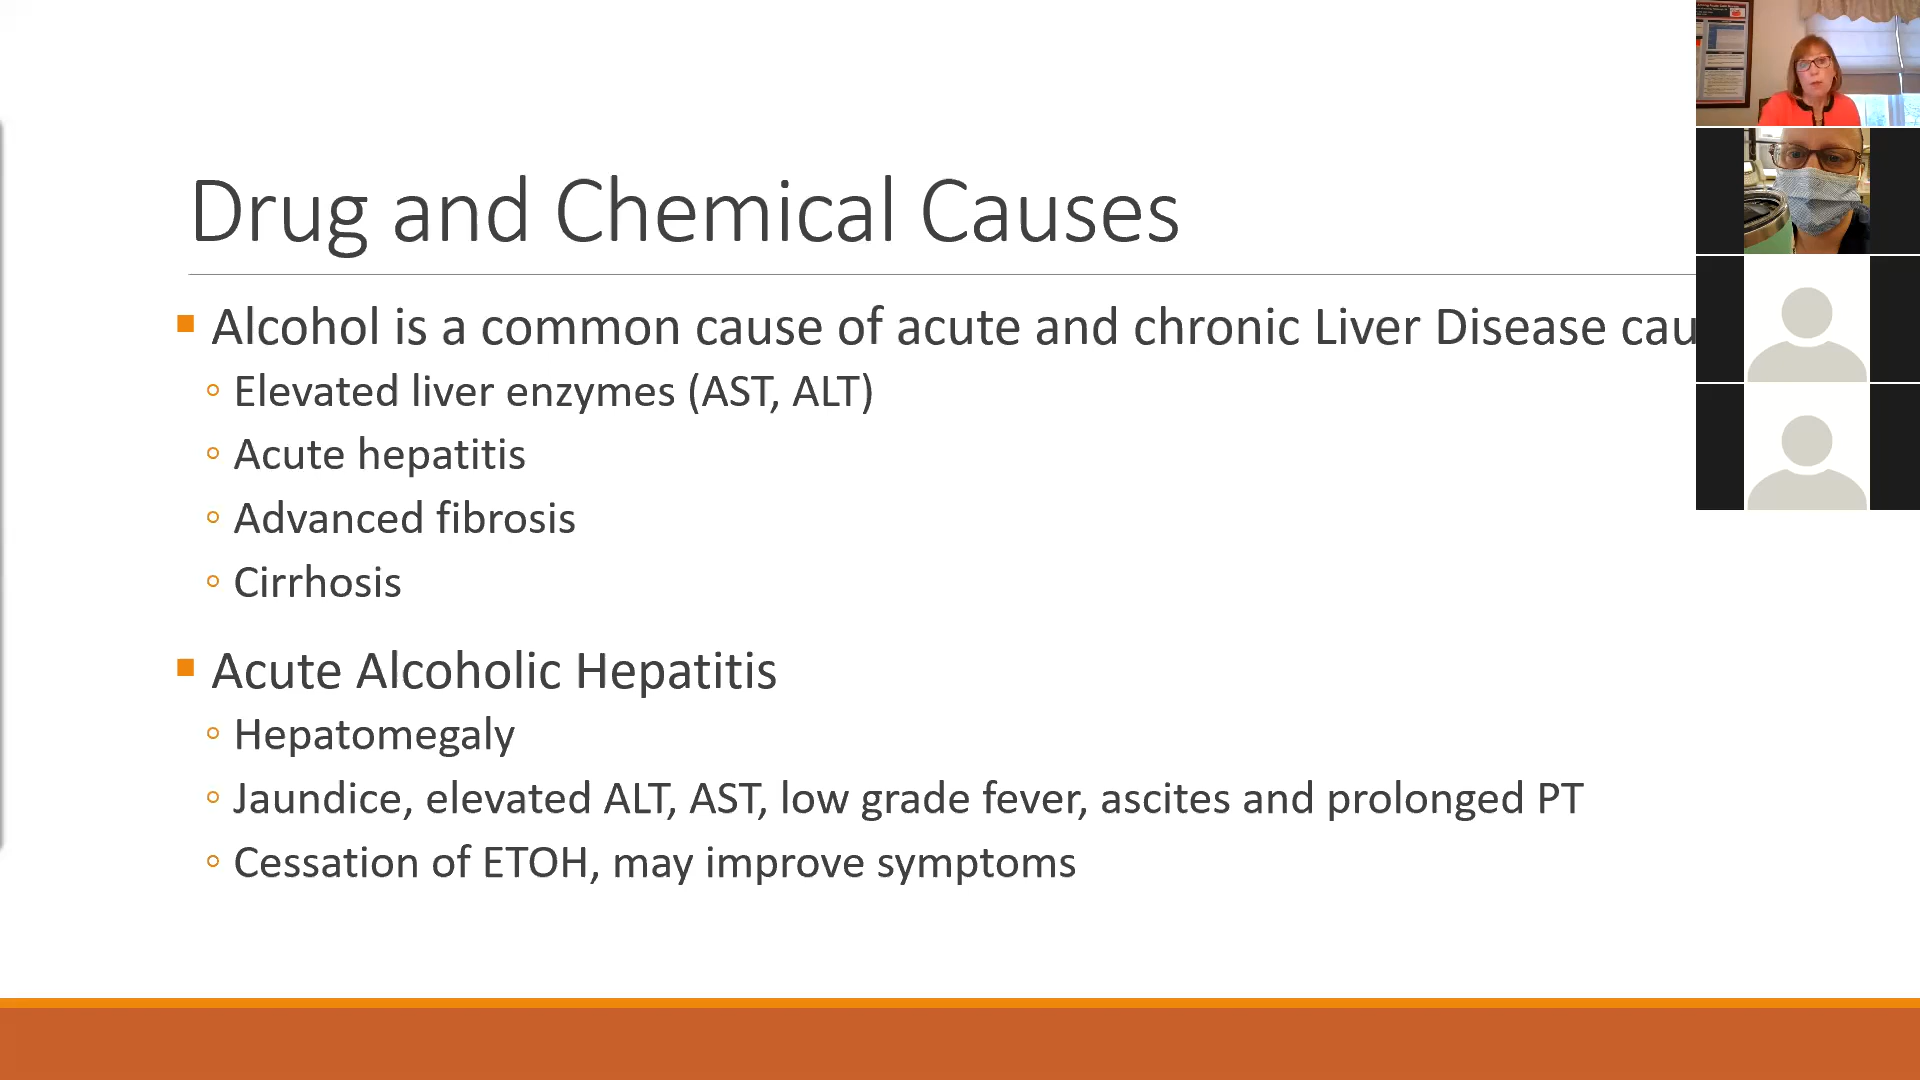 Drug and Chemical Causes
Alcohol is a common cause of acute and chronic Liver Disease cau
Elevated liver enzymes (AST, ALT)
Acute hepatitis
Advanced fibrosis
Cirrhosis
Acute Alcoholic Hepatitis
Hepatomegaly
Jaundice, elevated ALT, AST, low grade fever, ascites and prolonged PT
Cessation of ETOH, may improve symptoms